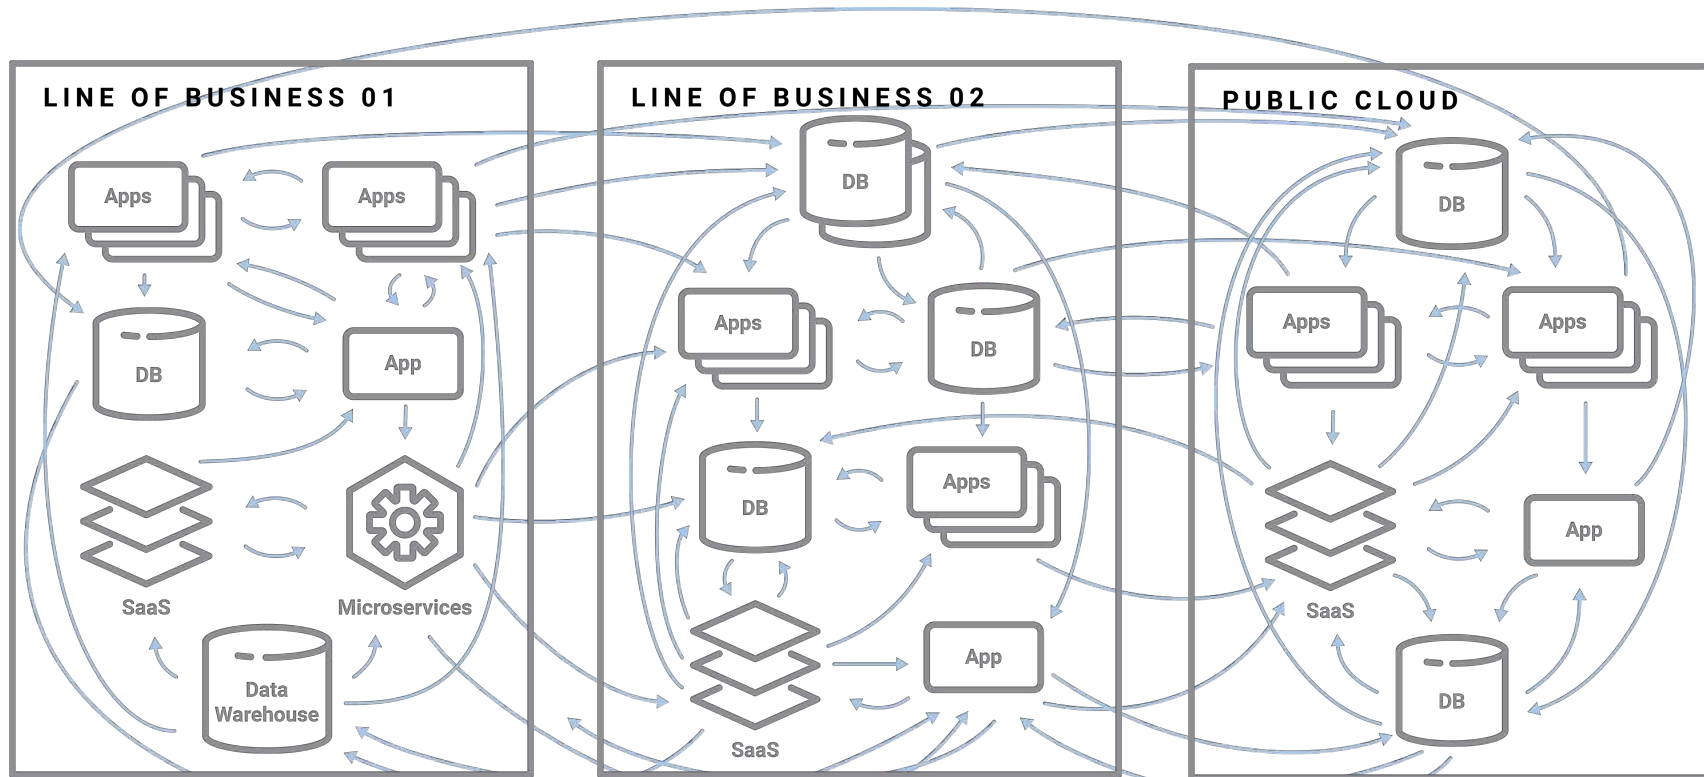 LINE OF BUSINESS 01
Apps
Apps
DB
App
SaaS
Microservices
Data
Warehouse
LINE OF BUSINESS 02
DB
Apps
DB
DB
Apps
App
SaaS
PUBLIC CLOUD
DB
Apps
Apps
App
SaaS
DB